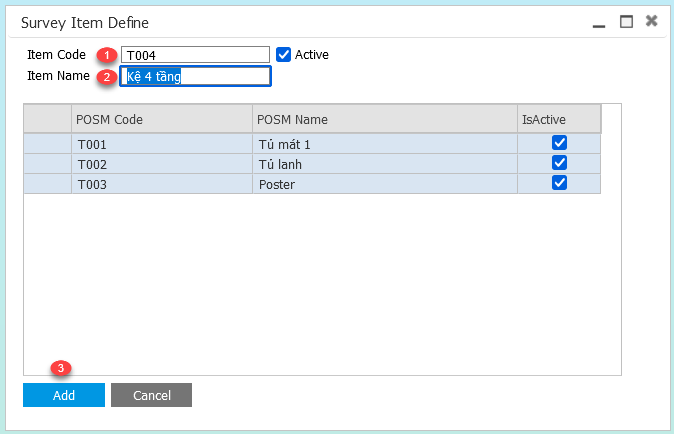 Survey Item Define
Item Code 1 T004 Active
Item Name 2 Kệ 4 tầng
POSM Code POSM Name IsActive
T001 Tủ mát 1
T002 Tủ lanh
T003 Poster
3
Add Cancel